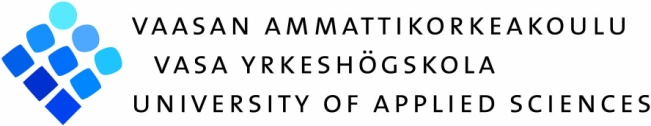 VAASAN AMMATTIKORKEAKOULU
VASA YRKESHÖGSKOLA
UNIVERSITY OF APPLIED SCIENCES